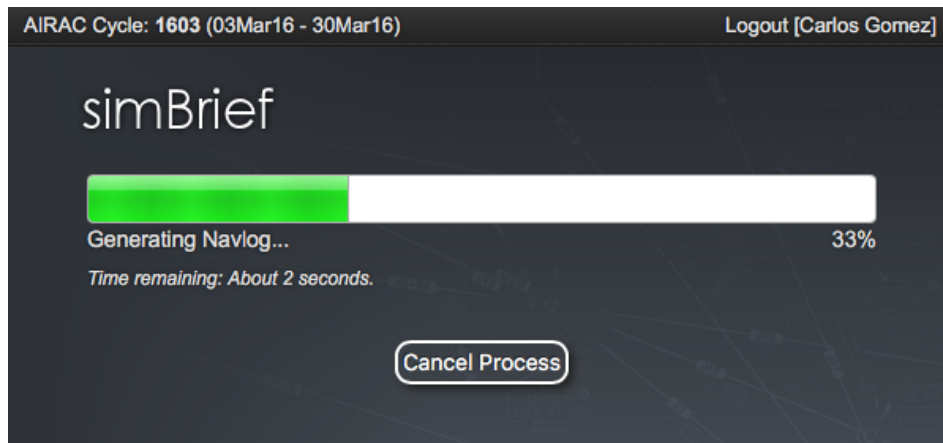 AIRAC Cycle: 1603 (03Mar16 - 30Mar16) Logout [Carlos Gomez]
simBrief
Generating Navlog... 33%
Time remaining: About 2 seconds.
Cancel Process